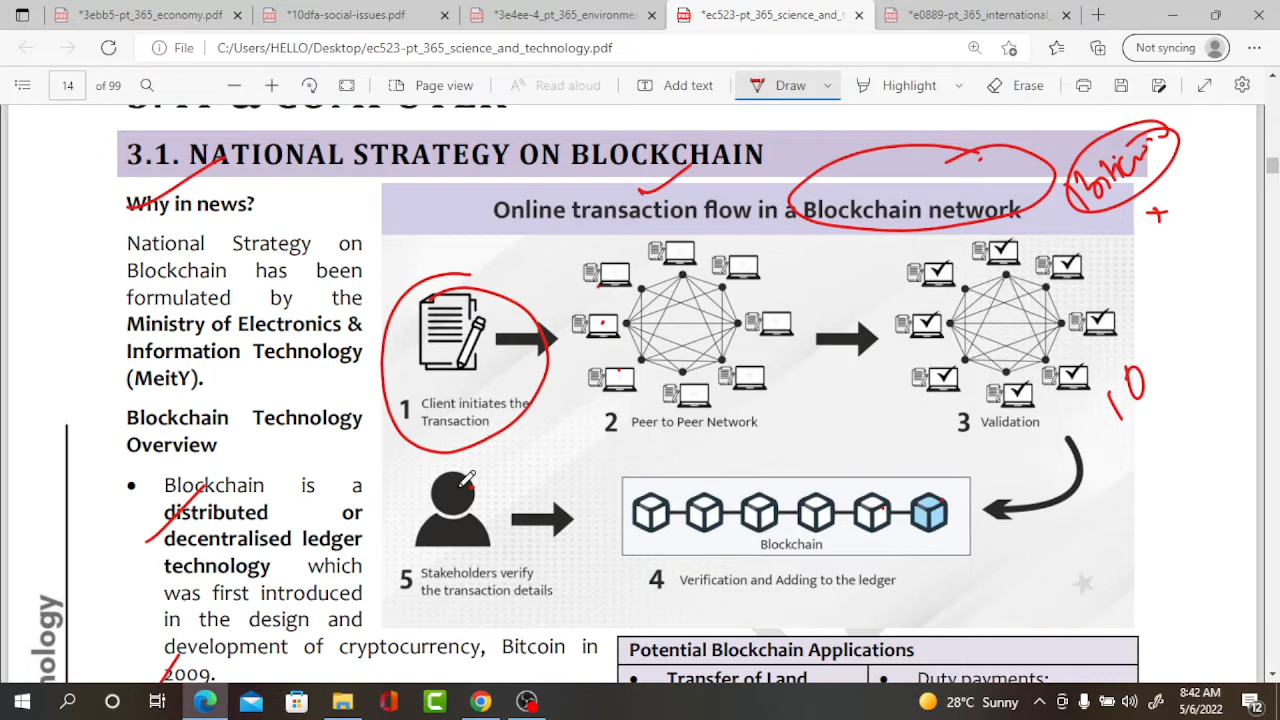 *3ebb5-pt_365_economy.pdf
*10dfa-social-issues.pdf
*3e4ee-4_pt_365_environme
*ec523-pt_365_science_and_t
*e0889-pt_365_international_
File
C:/Users/HELLO/Desktop/ec523-pt_365_science_and_technology.pdf
Not syncing
14 of 99
Page view
Read aloud
Add text
Draw
Highlight
Erase
3.1. NATIONAL STRATEGY ON BLOCKCHAIN
Bitcoin
+
Why in news?
National Strategy on
Blockchain has been
formulated by the
Ministry of Electronics &
Information Technology
(MeitY).
Blockchain Technology
Overview
• Blockchain is a
distributed or
decentralised ledger
technology which
was first introduced
in the design and
development of cryptocurrency, Bitcoin in
2009.
Online transaction flow in a Blockchain network
1 Client initiates the
Transaction
2 Peer to Peer Network
3 Validation
10
Blockchain
4 Verification and Adding to the ledger
5 Stakeholders verify
the transaction details
Potential Blockchain Applications
• Transfer of Land
• Duty payments:
nology
28°C Sunny
8:42 AM
5/6/2022
12